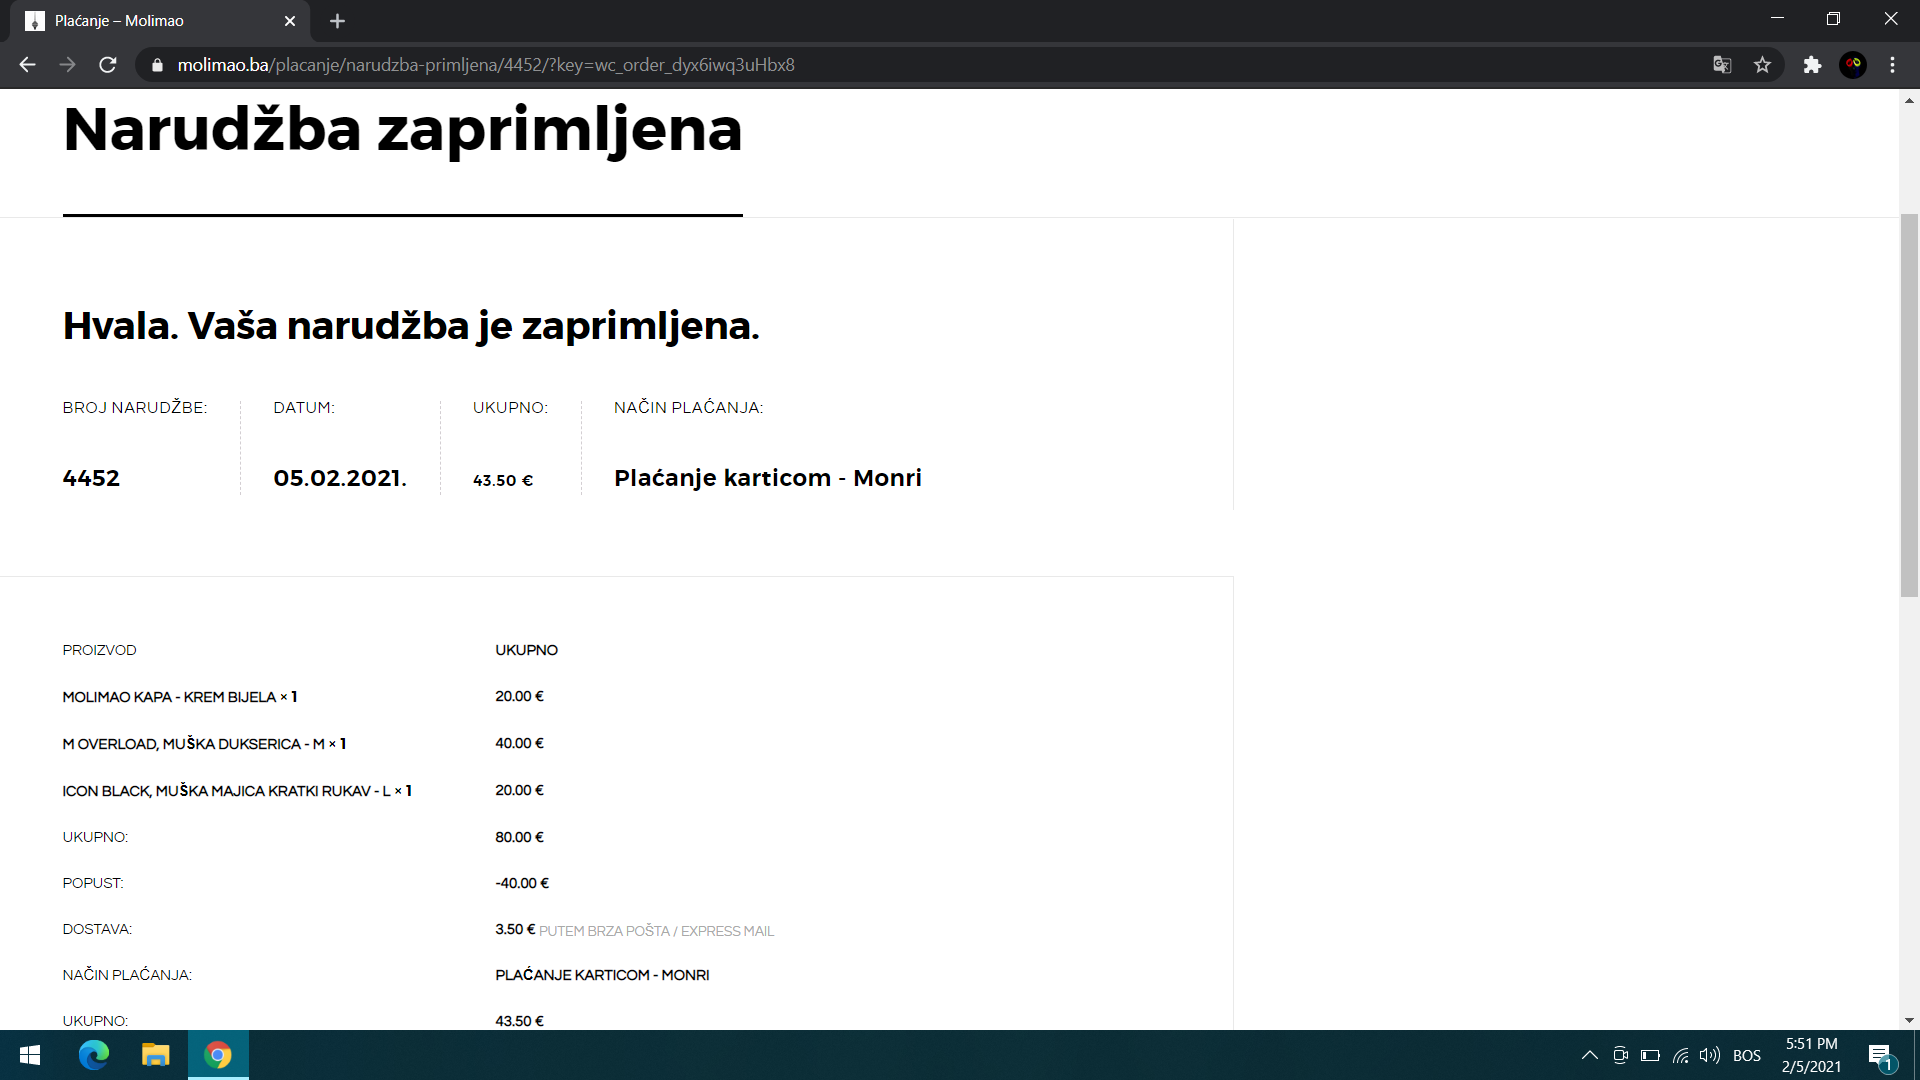 Plaćanje – Molimao
molimao.ba/placanje/narudzba-primljena/4452/?key=wc_order_dyx6iwq3uHbx8
Narudžba zaprimljena
Hvala. Vaša narudžba je zaprimljena.
BROJ NARUDŽBE: DATUM: UKUPNO: NAČIN PLAĆANJA:
4452 05.02.2021. 43.50 € Plaćanje karticom - Monri
PROIZVOD UKUPNO
MOLIMAO KAPA - KREM BIJELA × 1 20.00 €
M OVERLOAD, MUŠKA DUKSERICA - M × 1 40.00 €
ICON BLACK, MUŠKA MAJICA KRATKI RUKAV - L × 1 20.00 €
UKUPNO: 80.00 €
POPUST: -40.00 €
DOSTAVA: 3.50 € PUTEM BRZA POŠTA / EXPRESS MAIL
NAČIN PLAĆANJA: PLAĆANJE KARTICOM - MONRI
UKUPNO: 43.50 €
BOS
5:51 PM
2/5/2021
1